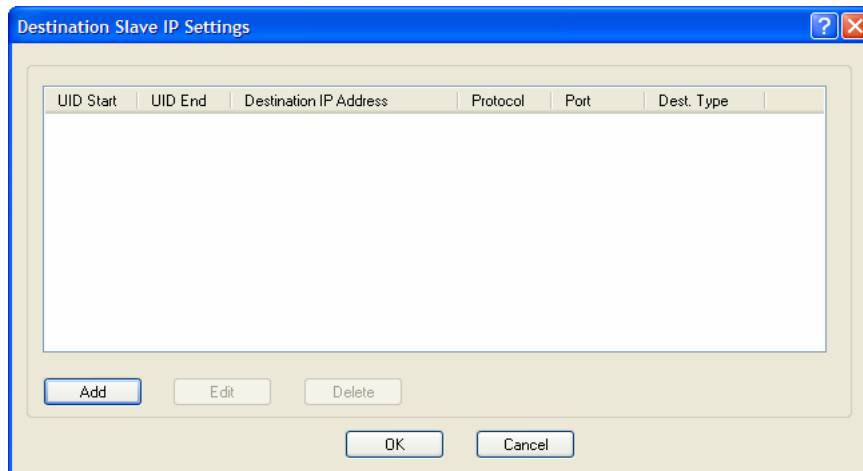 Destination Slave IP Settings
UID Start UID End Destination IP Address Protocol Port Dest. Type
Add Edit Delete
OK Cancel